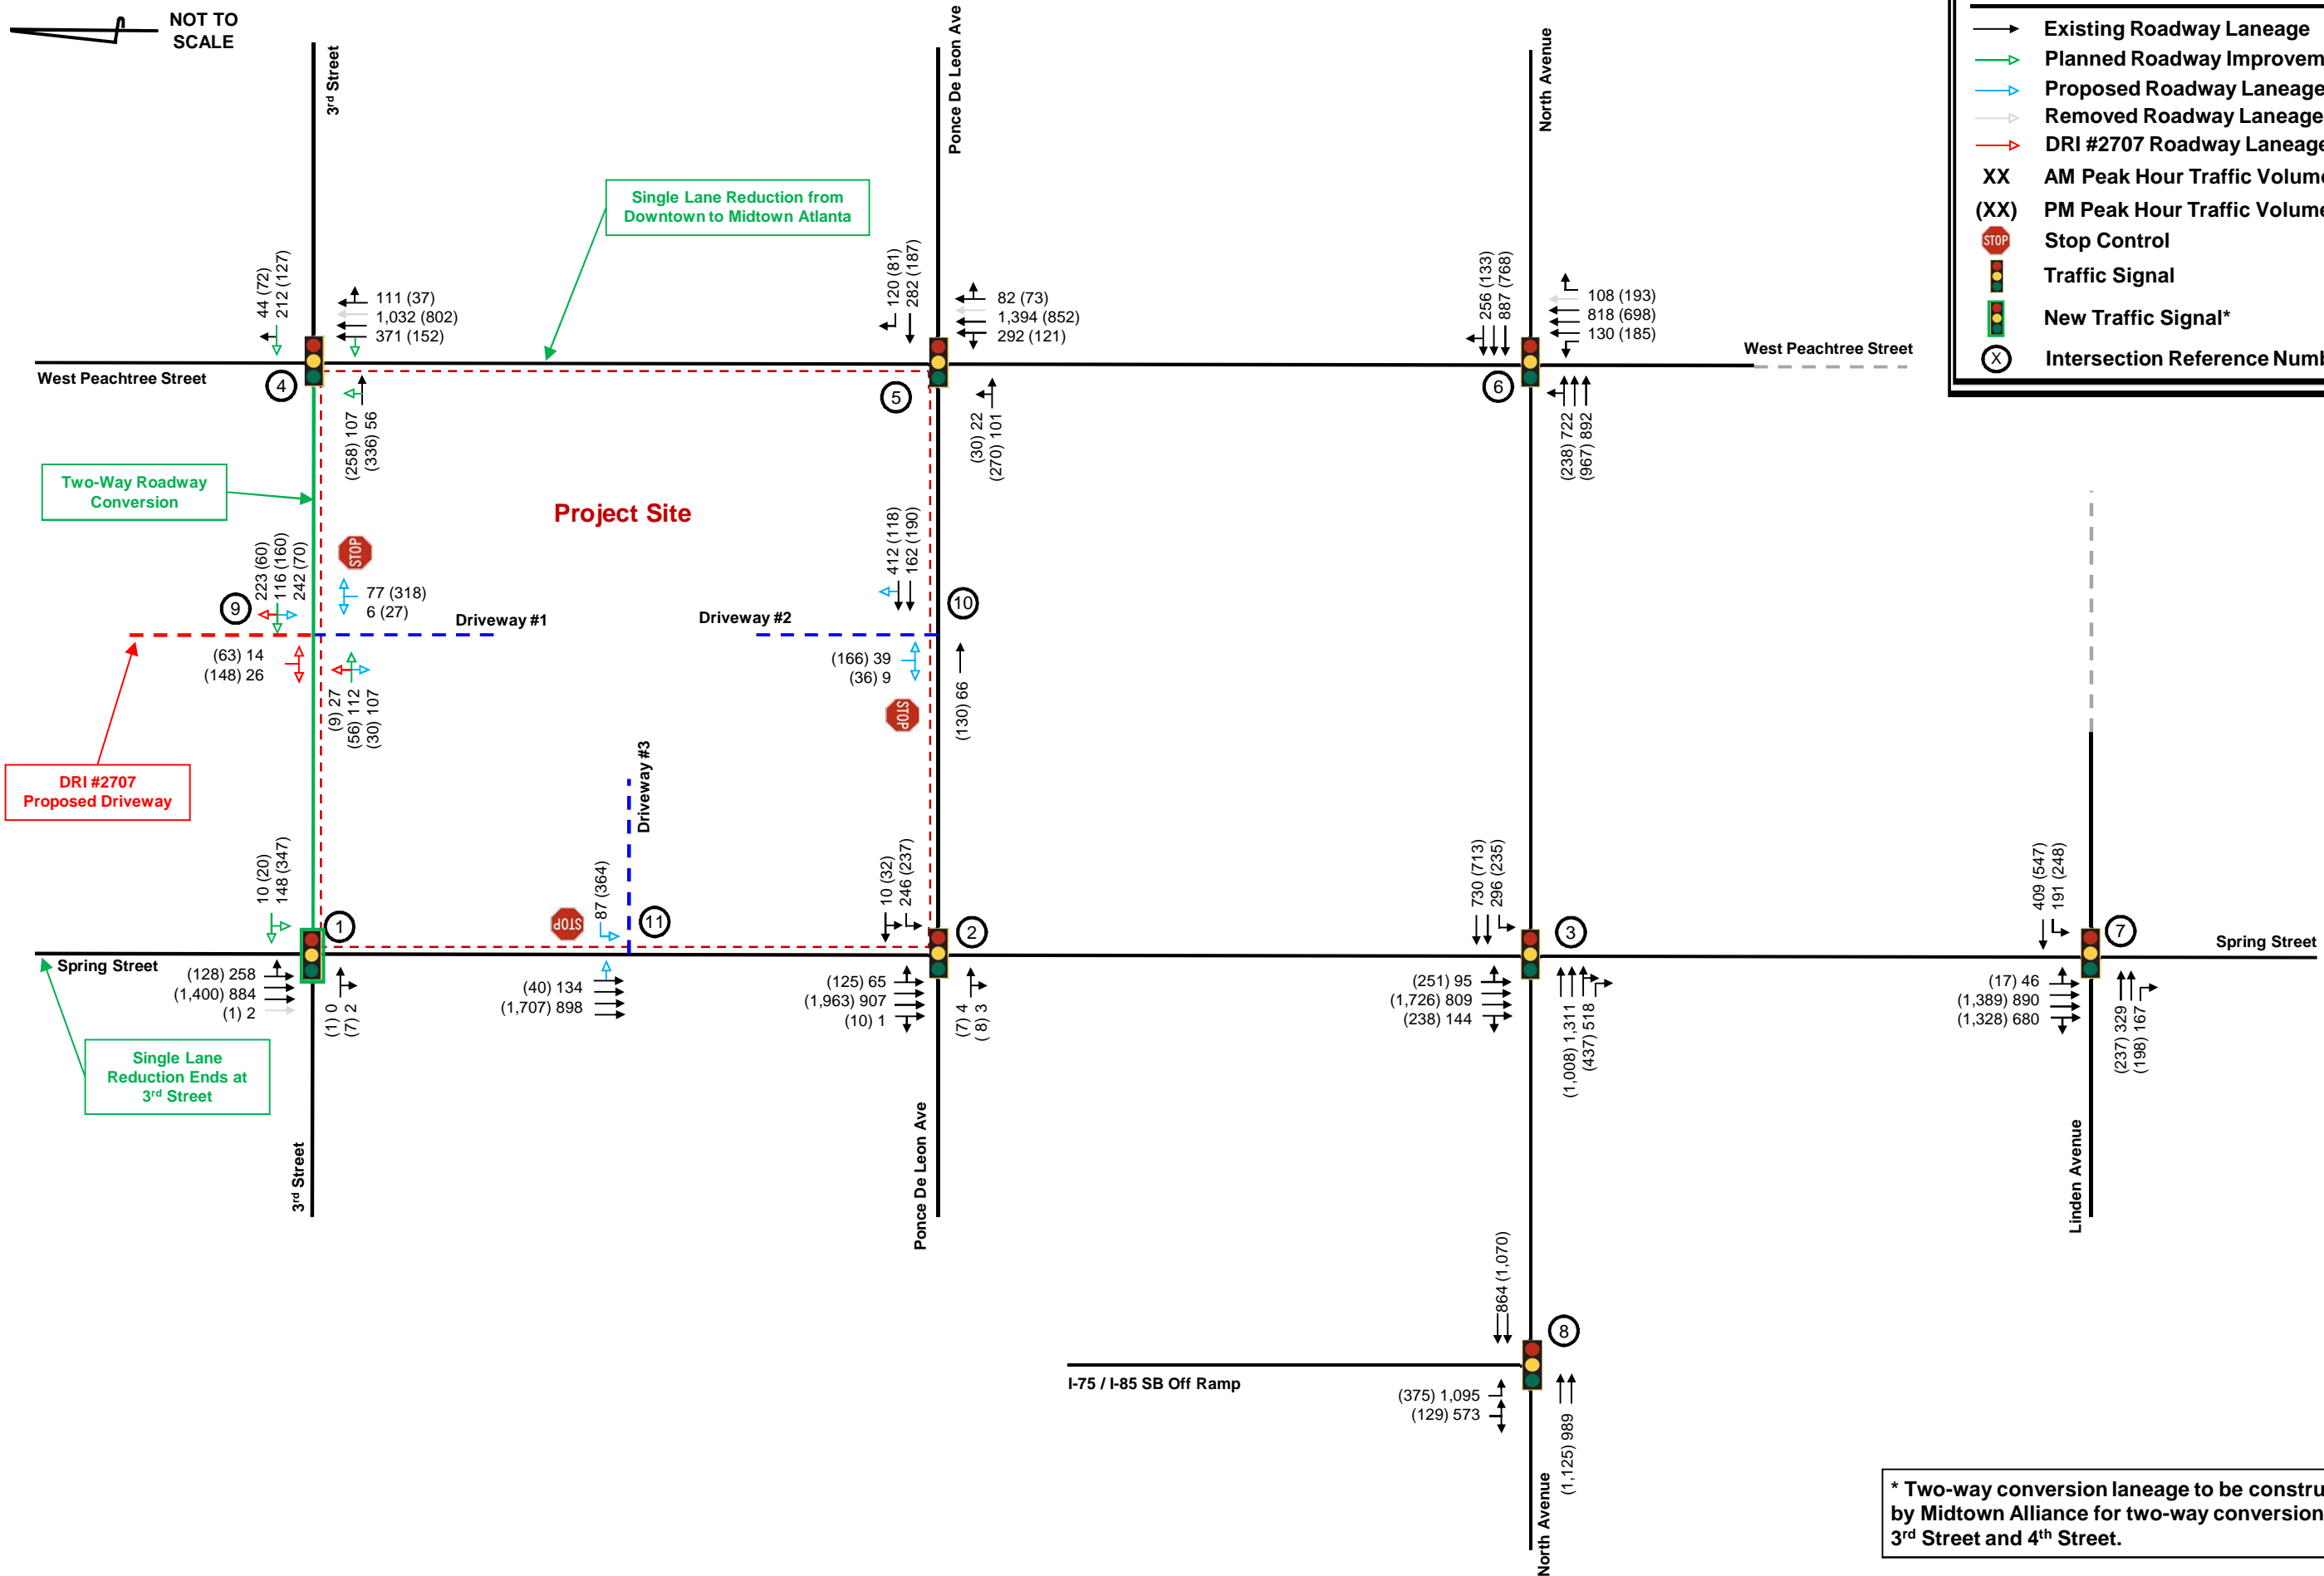 NOT TO
SCALE
3rd Street
Ponce De Leon Ave
North Avenue
Existing Roadway Laneage
Planned Roadway Improvem
Proposed Roadway Laneage
Removed Roadway Laneage
DRI #2707 Roadway Laneage
XX AM Peak Hour Traffic Volume
(XX) PM Peak Hour Traffic Volume
STOP Stop Control
Traffic Signal
New Traffic Signal*
X Intersection Reference Numb
Single Lane Reduction from
Downtown to Midtown Atlanta
44 (72)
212 (127)
111 (37)
1,032 (802)
371 (152)
120 (81)
282 (187)
82 (73)
1,394 (852)
292 (121)
256 (133)
887 (768)
108 (193)
818 (698)
130 (185)
West Peachtree Street
4
5
6
West Peachtree Street
(258) 107
(336) 56
(30) 22
(270) 101
(238) 722
(967) 892
Two-Way Roadway
Conversion
Project Site
223 (60)
116 (160)
242 (70)
STOP
77 (318)
6 (27)
9
Driveway #1
Driveway #2
412 (118)
162 (190)
10
(63) 14
(148) 26
(9) 27
(56) 112
(30) 107
(166) 39
(36) 9
STOP
(130) 66
DRI #2707
Proposed Driveway
Driveway #3
10 (20)
148 (347)
1
STOP
87 (364)
11
10 (32)
246 (237)
2
730 (713)
296 (235)
3
409 (547)
191 (248)
7
Spring Street
Spring Street
(128) 258
(1,400) 884
(1) 2
(1) 0
(7) 2
(40) 134
(1,707) 898
(125) 65
(1,963) 907
(10) 1
(7) 4
(8) 3
(251) 95
(1,726) 809
(238) 144
(1,008) 1,311
(437) 518
(17) 46
(1,389) 890
(1,328) 680
(237) 329
(198) 167
Single Lane
Reduction Ends at
3rd Street
3rd Street
Ponce De Leon Ave
Linden Avenue
864 (1,070)
8
I-75 / I-85 SB Off Ramp
(375) 1,095
(129) 573
(1,125) 989
North Avenue
* Two-way conversion laneage to be constru
by Midtown Alliance for two-way conversion
3rd Street and 4th Street.